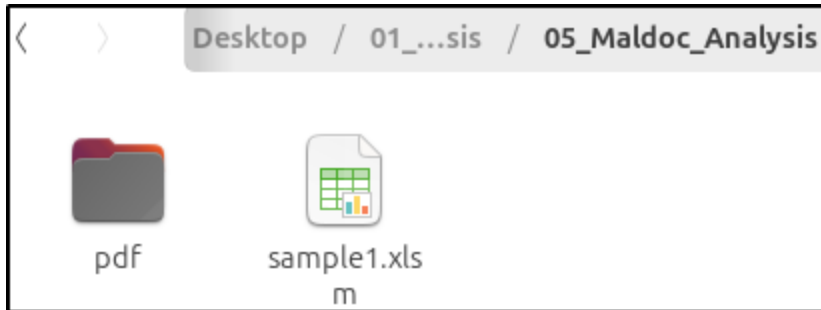 Desktop / 01_...sis / 05_Maldoc_Analysis
pdf
sample1.xls
m